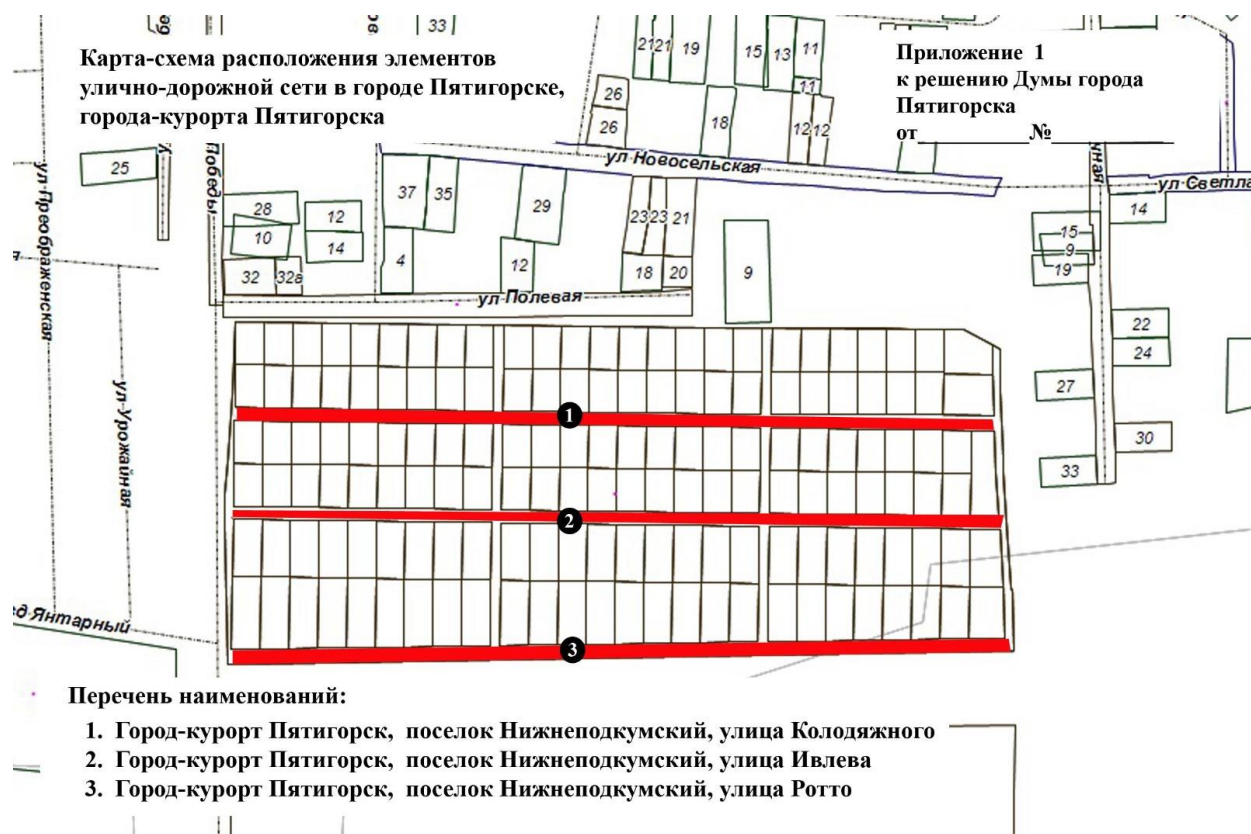 33
Карта-схема расположения элементов
улично-дорожной сети в городе Пятигорске,
города-курорта Пятигорска
Приложение 1
к решению Думы города
Пятигорска
от__________№__________
21 21 19 15 13 11
11
26
26
18
12 12
ул Новосельская
ул Преображенская
25
Победы
37 35
29
23 23 21
9
28
10
12
14
32 32в
4
12
18 20
ул Полевая
чная
ул Светла
14
15
9
19
22
24
27
30
33
ул Урожайная
1
2
3
ед Янтарный
Перечень наименований:
1. Город-курорт Пятигорск, поселок Нижнеподкумский, улица Колодяжного
2. Город-курорт Пятигорск, поселок Нижнеподкумский, улица Ивлева
3. Город-курорт Пятигорск, поселок Нижнеподкумский, улица Ротто